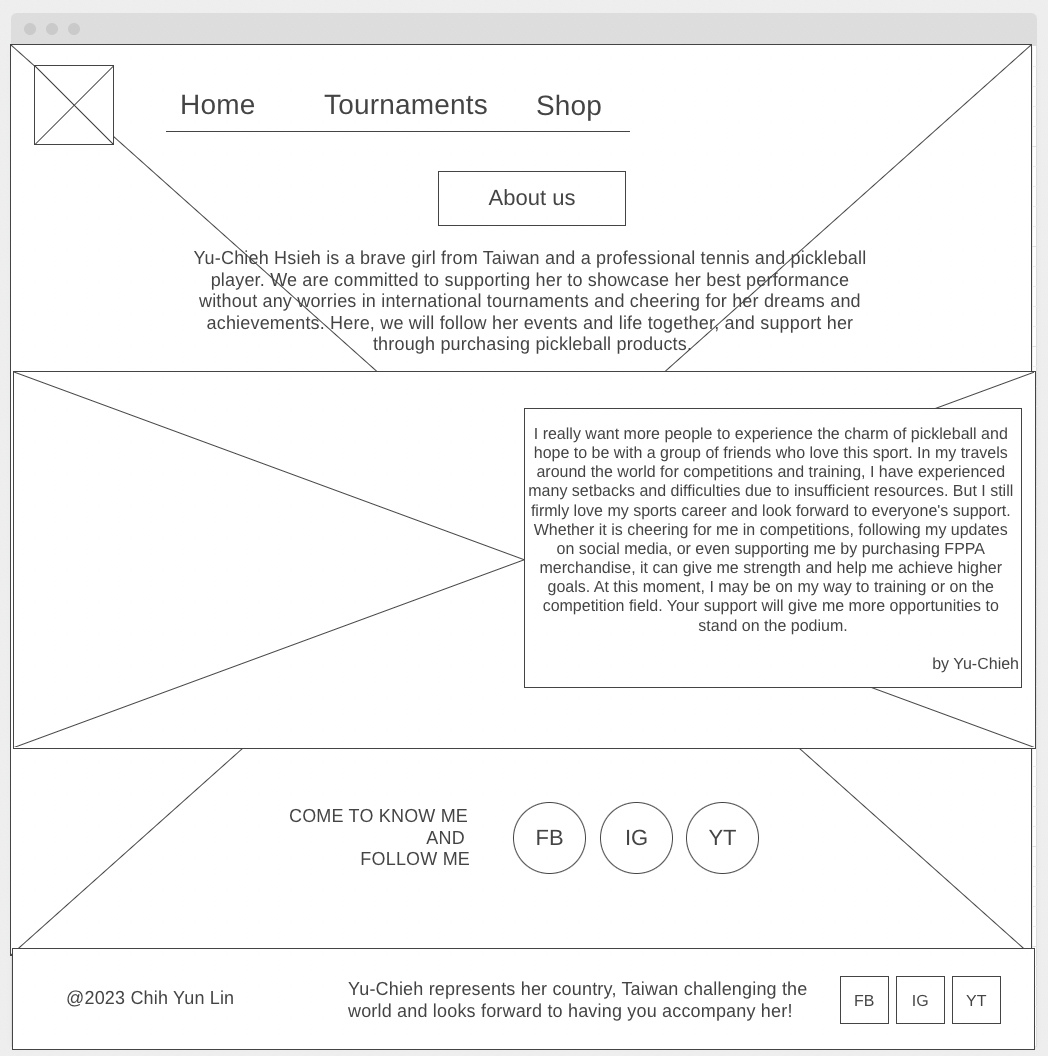 Home Tournaments Shop
About us
Yu-Chieh Hsieh is a brave girl from Taiwan and a professional tennis and pickleball
player. We are committed to supporting her to showcase her best performance
without any worries in international tournaments and cheering for her dreams and
achievements. Here, we will follow her events and life together, and support her
through purchasing pickleball products.
I really want more people to experience the charm of pickleball and
hope to be with a group of friends who love this sport. In my travels
around the world for competitions and training, I have experienced
many setbacks and difficulties due to insufficient resources. But I still
firmly love my sports career and look forward to everyone's support.
Whether it is cheering for me in competitions, following my updates
on social media, or even supporting me by purchasing FPPA
merchandise, it can give me strength and help me achieve higher
goals. At this moment, I may be on my way to training or on the
competition field. Your support will give me more opportunities to
stand on the podium.
by Yu-Chieh
COME TO KNOW ME
AND
FOLLOW ME
FB IG YT
@2023 Chih Yun Lin
Yu-Chieh represents her country, Taiwan challenging the
world and looks forward to having you accompany her!
FB IG YT